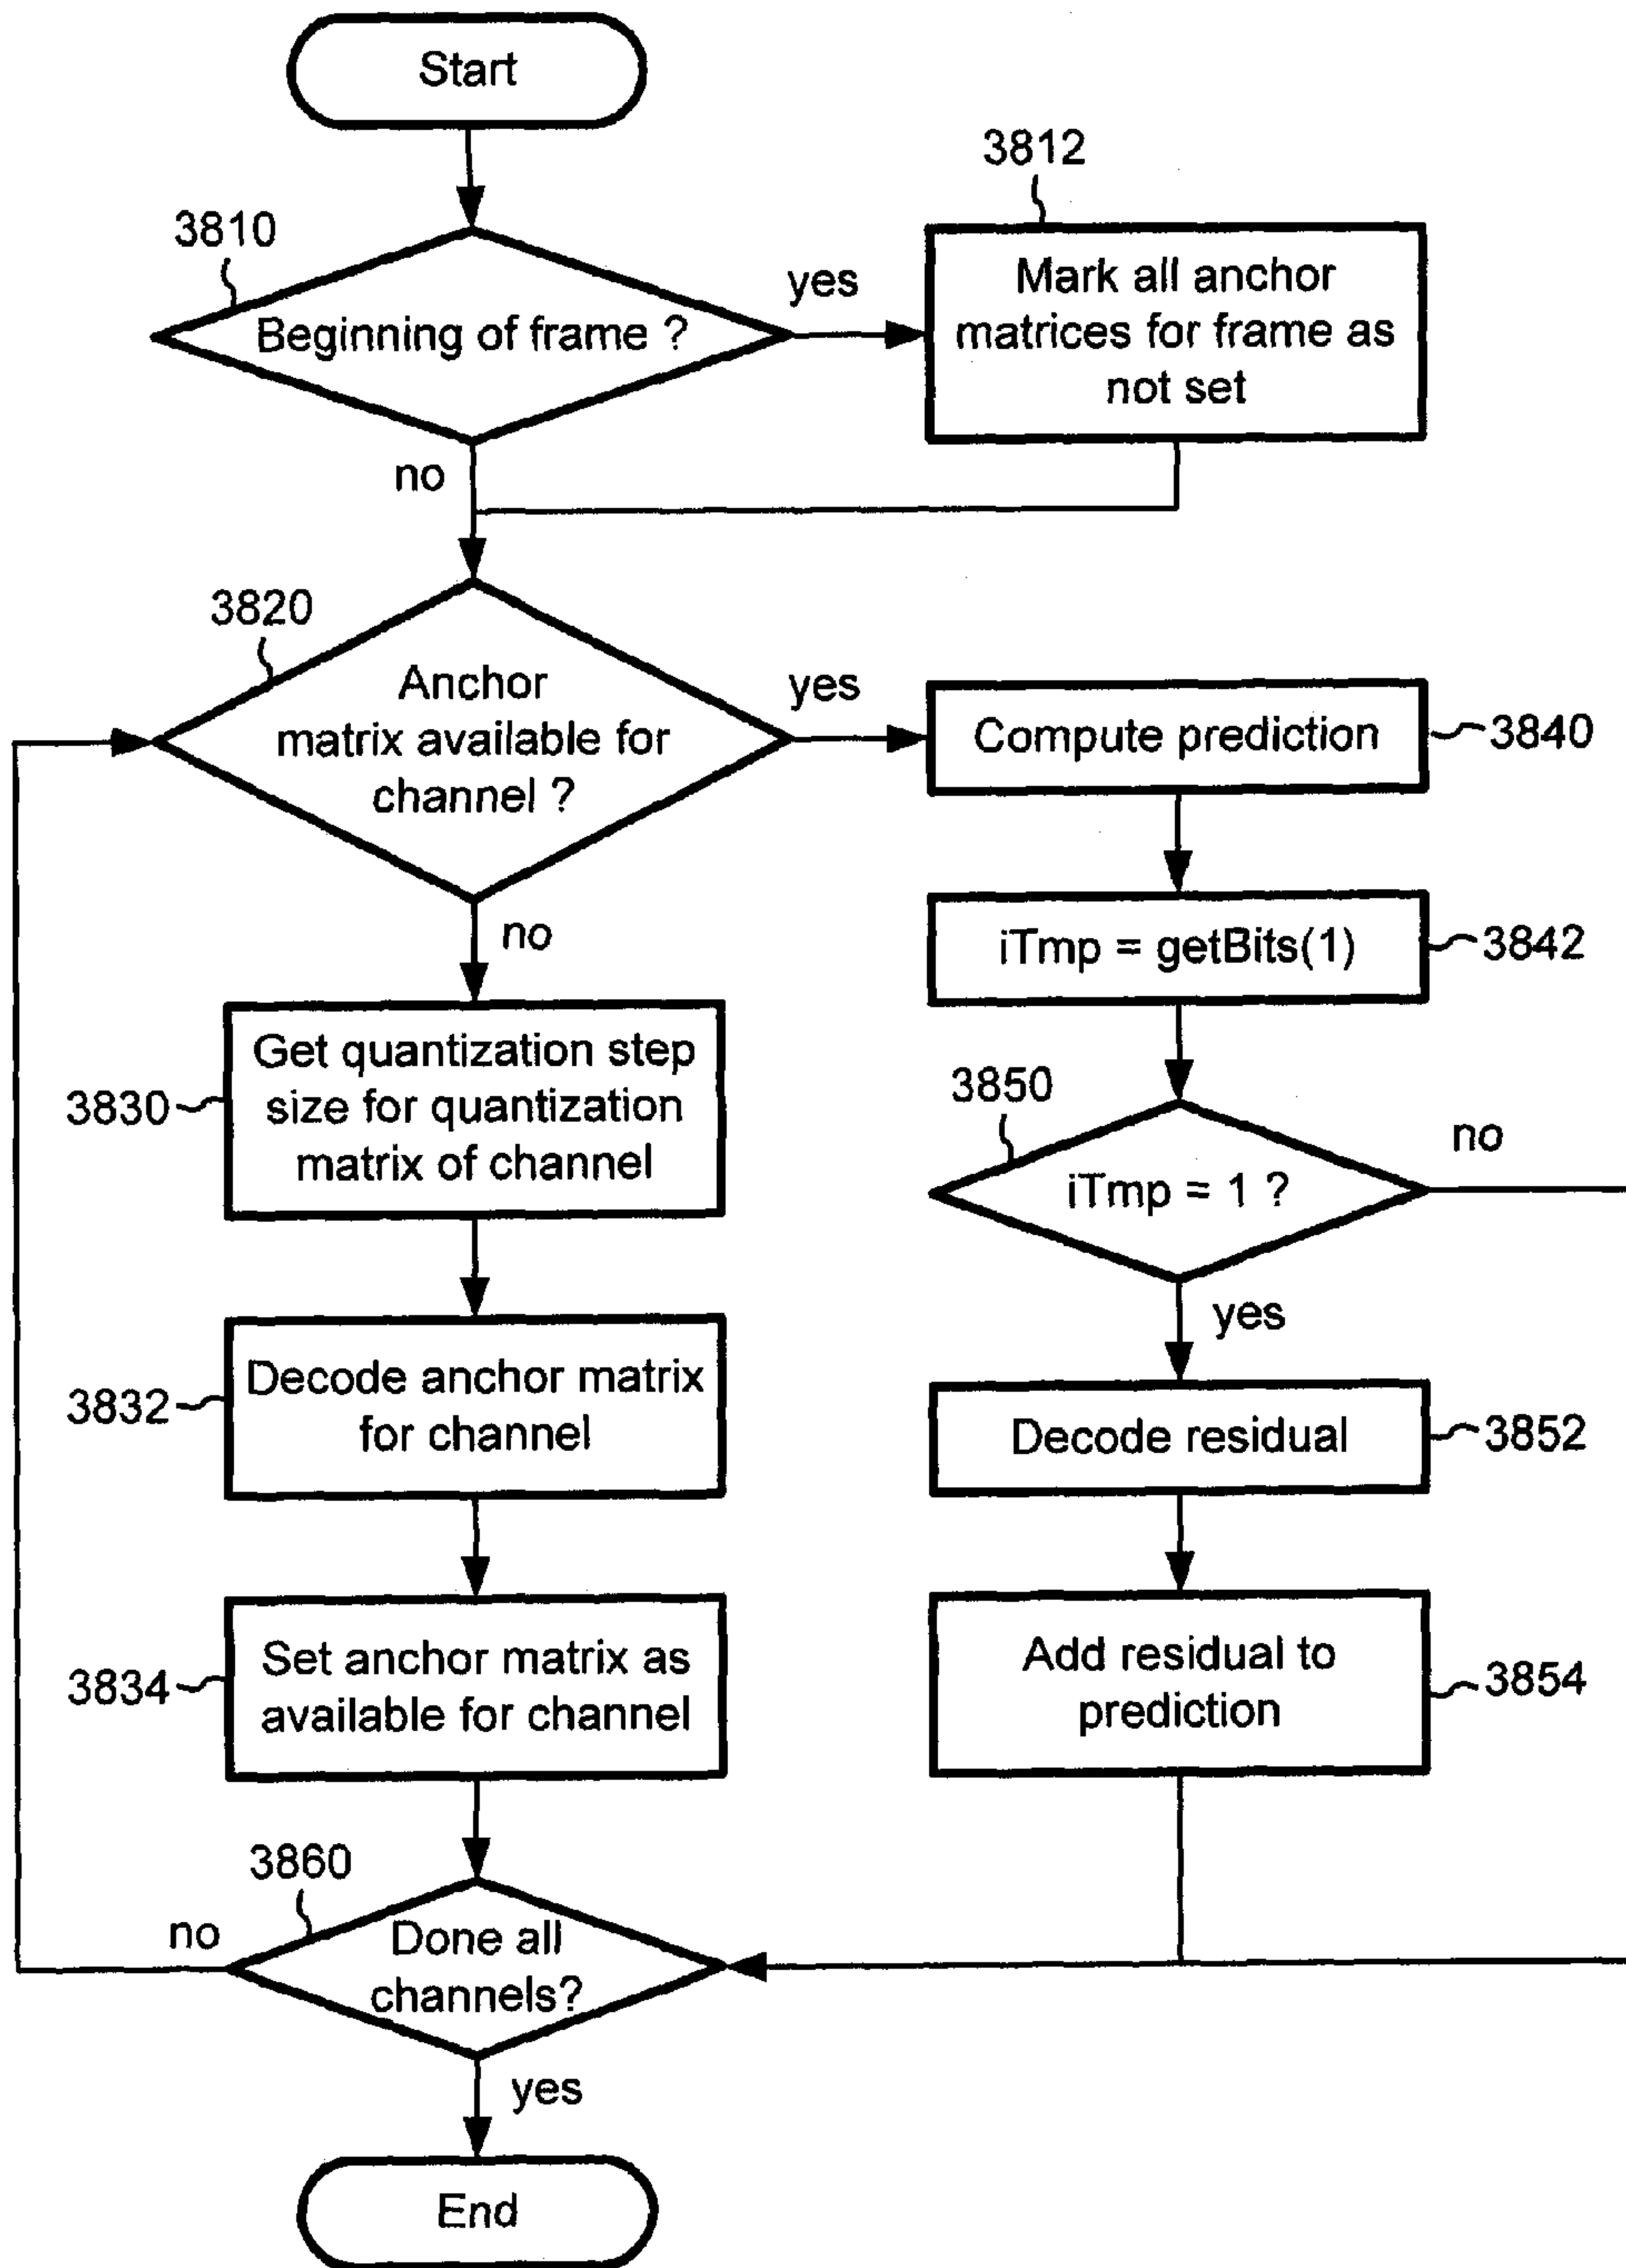 Start
3812
3810
Beginning of frame ?
yes
Mark all anchor
matrices for frame as
not set
no
3820
Anchor
matrix available for
channel ?
yes
Compute prediction
3840
no
iTmp = getBits(1)
3842
3830
Get quantization step
size for quantization
matrix of channel
3850
iTmp = 1 ?
no
yes
3832
Decode anchor matrix
for channel
Decode residual
3852
3834
Set anchor matrix as
available for channel
Add residual to
prediction
3854
3860
no
Done all
channels?
yes
End